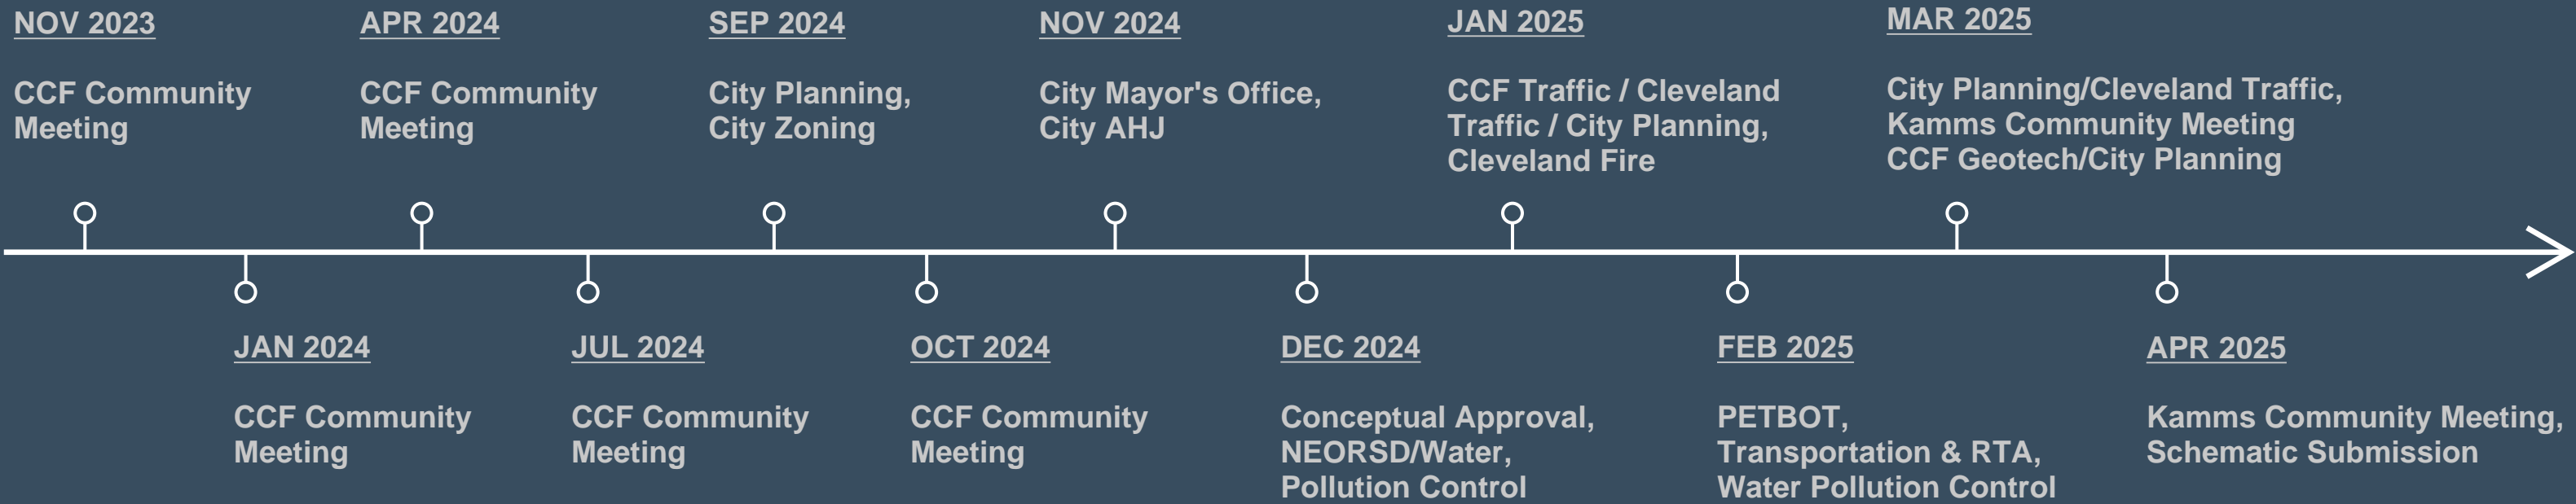 NOV 2023
CCF Community
Meeting
APR 2024
CCF Community
Meeting
SEP 2024
City Planning,
City Zoning
NOV 2024
City Mayor's Office,
City AHJ
JAN 2025
CCF Traffic / Cleveland
Traffic / City Planning,
Cleveland Fire
MAR 2025
City Planning/Cleveland Traffic,
Kamms Community Meeting
CCF Geotech/City Planning
JAN 2024
CCF Community
Meeting
JUL 2024
CCF Community
Meeting
OCT 2024
CCF Community
Meeting
DEC 2024
Conceptual Approval,
NEORSD/Water,
Pollution Control
FEB 2025
PETBOT,
Transportation & RTA,
Water Pollution Control
APR 2025
Kamms Community Meeting,
Schematic Submission